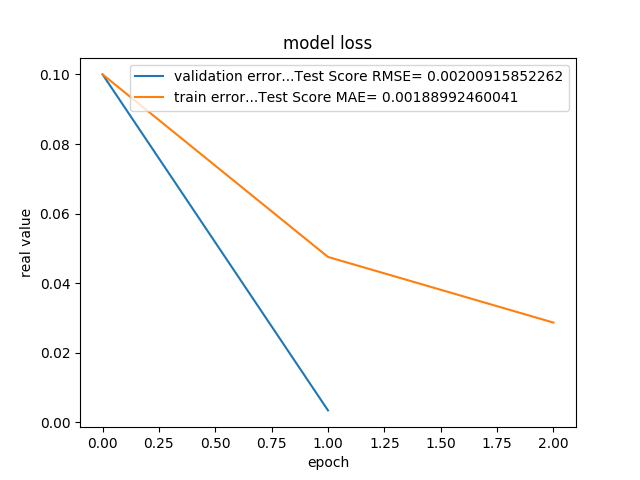 model loss
validation error...Test Score RMSE= 0.00200915852262
train error...Test Score MAE= 0.00188992460041
0.10
0.08
0.06
0.04
0.02
0.00
real value
0.00 0.25 0.50 0.75 1.00 1.25 1.50 1.75 2.00
epoch